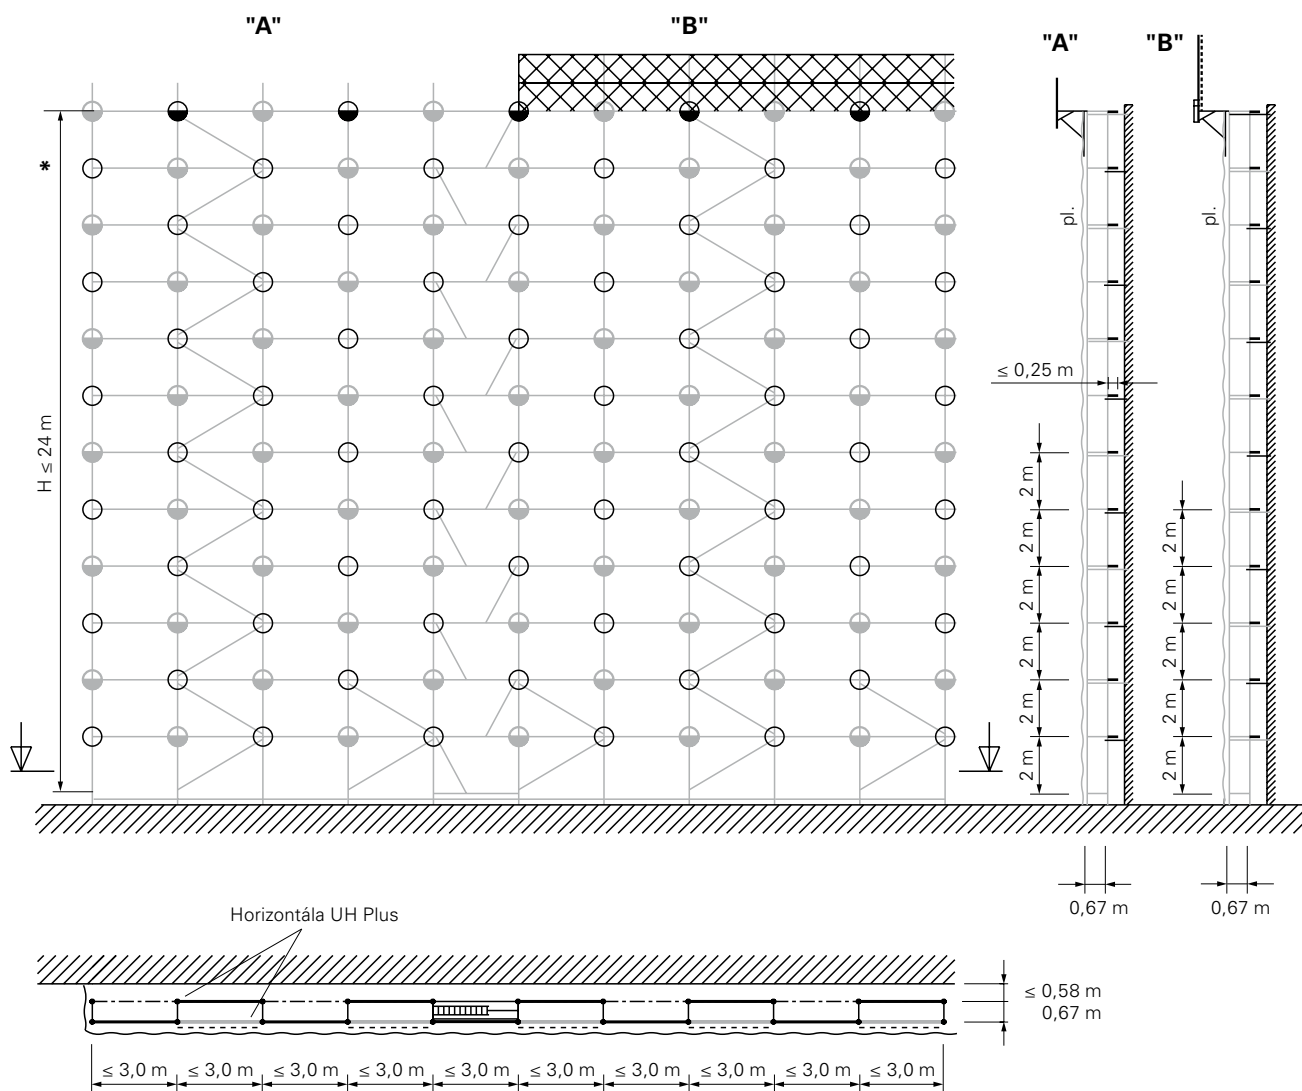 "A"
"B"
"A"
"B"
*
pl.
pl.
≤ 0,25 m
H ≤ 24 m
2 m
2 m
2 m
2 m
2 m
2 m
2 m
2 m
2 m
2 m
2 m
0,67 m
0,67 m
Horizontála UH Plus
≤ 0,58 m
0,67 m
≤ 3,0 m ≤ 3,0 m ≤ 3,0 m ≤ 3,0 m ≤ 3,0 m ≤ 3,0 m ≤ 3,0 m ≤ 3,0 m ≤ 3,0 m ≤ 3,0 m